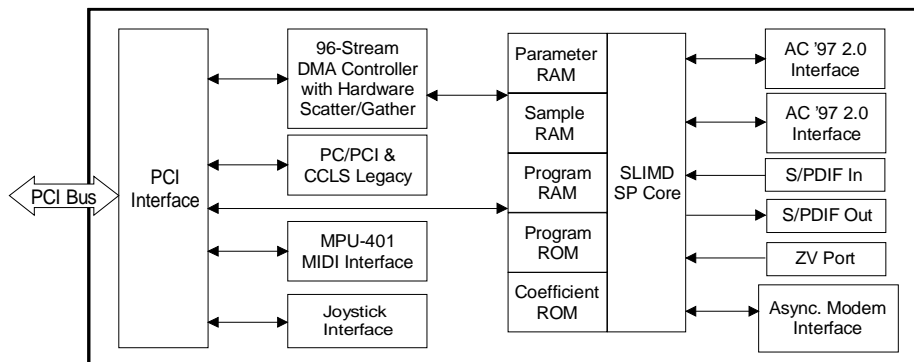 PCI Bus
PCI
Interface
96-Stream
DMA Controller
with Hardware
Scatter/Gather
PC/PCI &
CCLS Legacy
MPU-401
MIDI Interface
Joystick
Interface
Parameter
RAM
Sample
RAM
Program
RAM
Program
ROM
Coefficient
ROM
SLIMD
SP Core
AC '97 2.0
Interface
AC '97 2.0
Interface
S/PDIF In
S/PDIF Out
ZV Port
Async. Modem
Interface